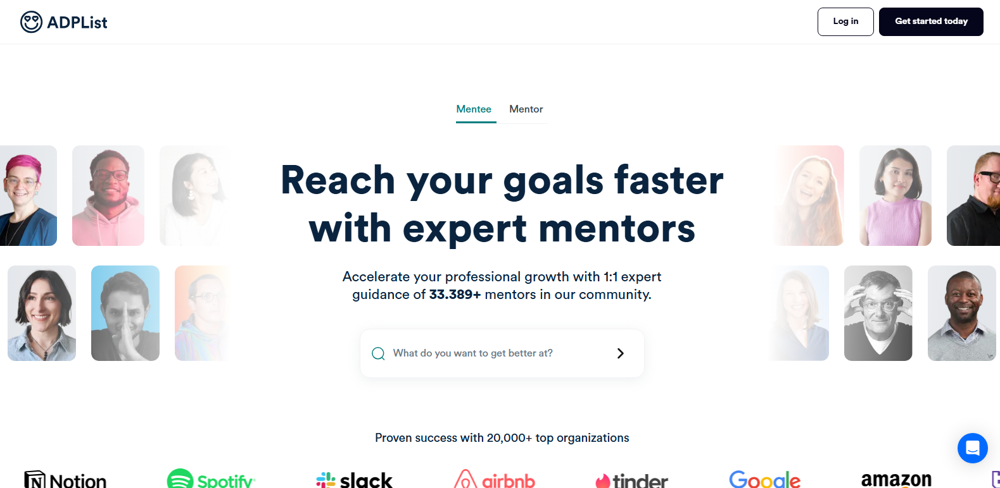 ADPList
Log in
Get started today
Mentee
Mentor
Reach your goals faster
with expert mentors
Accelerate your professional growth with 1:1 expert
guidance of 33.389+ mentors in our community.
What do you want to get better at?
Proven success with 20,000+ top organizations
Notion
Spotify
slack
airbnb
tinder
Google
amazon